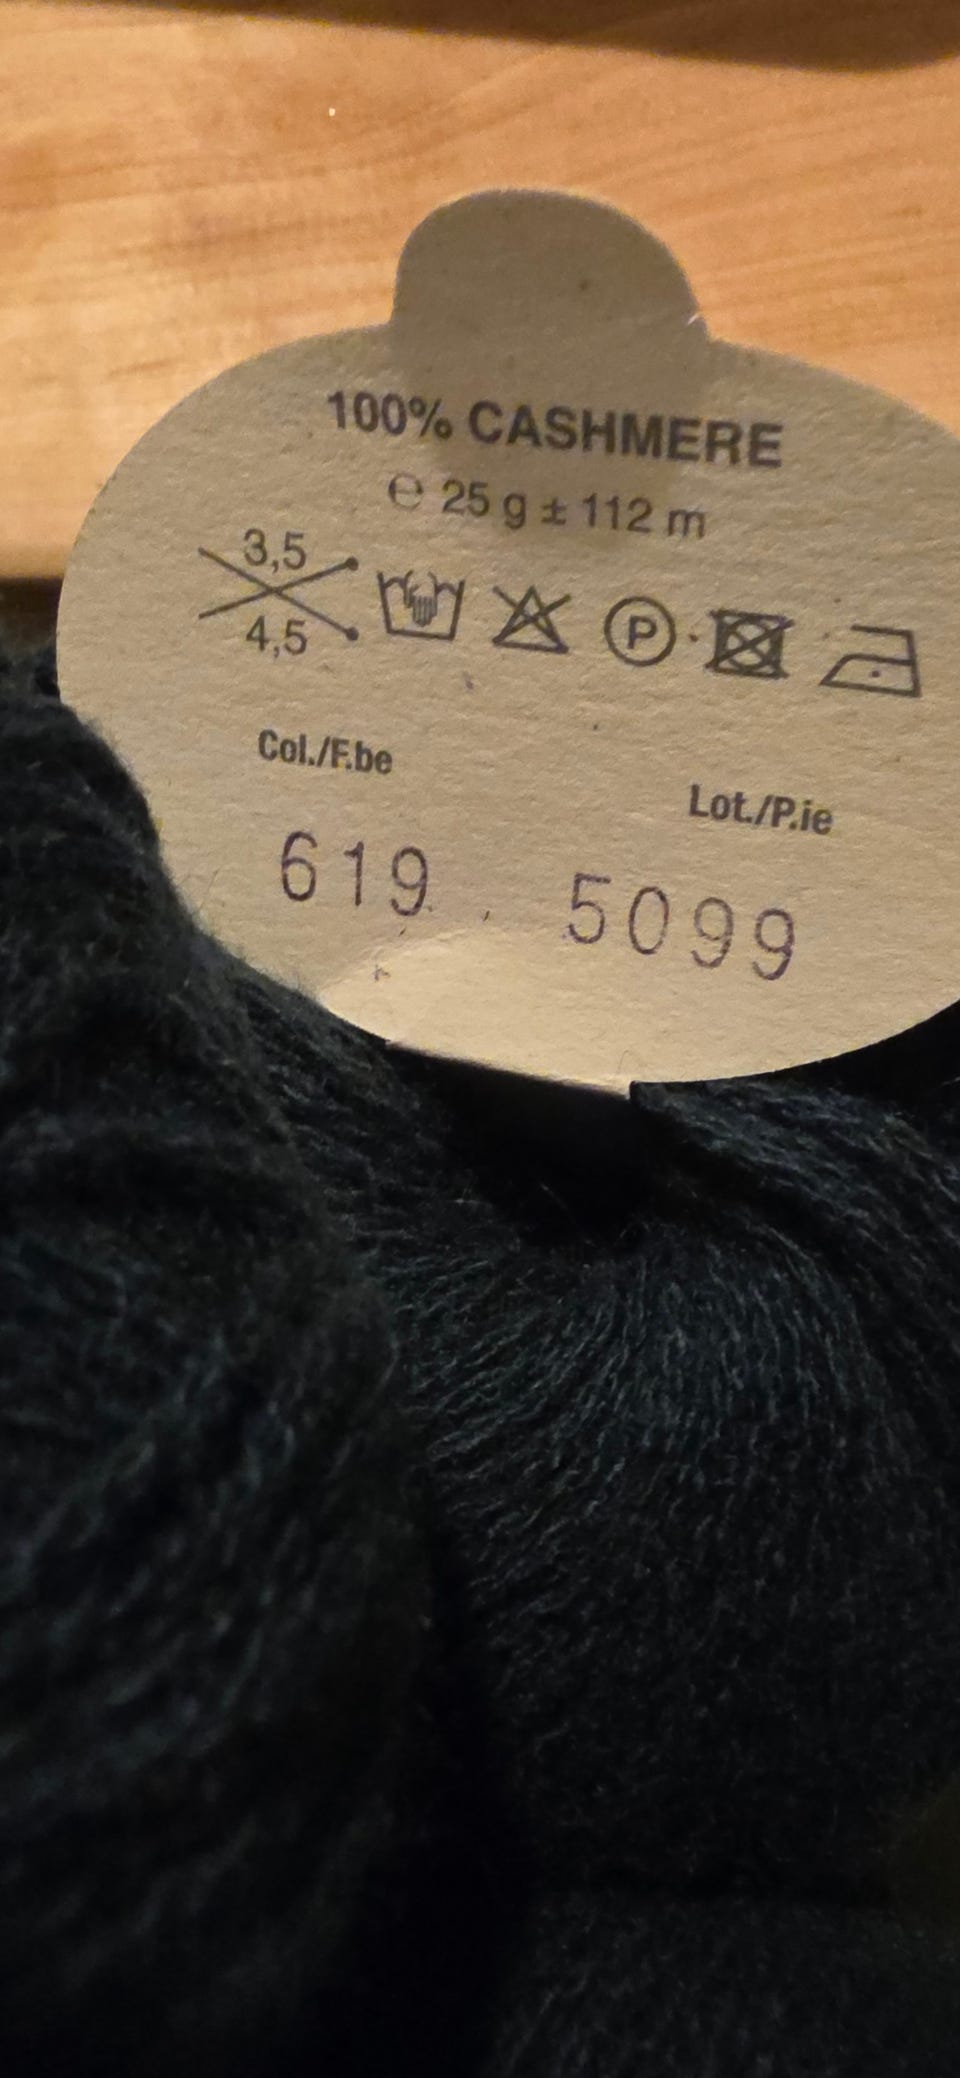 100% CASHMERE
℮ 25 g ± 112 m
3,5
4,5
P
Col./F.be
Lot./P.ie
619 5099